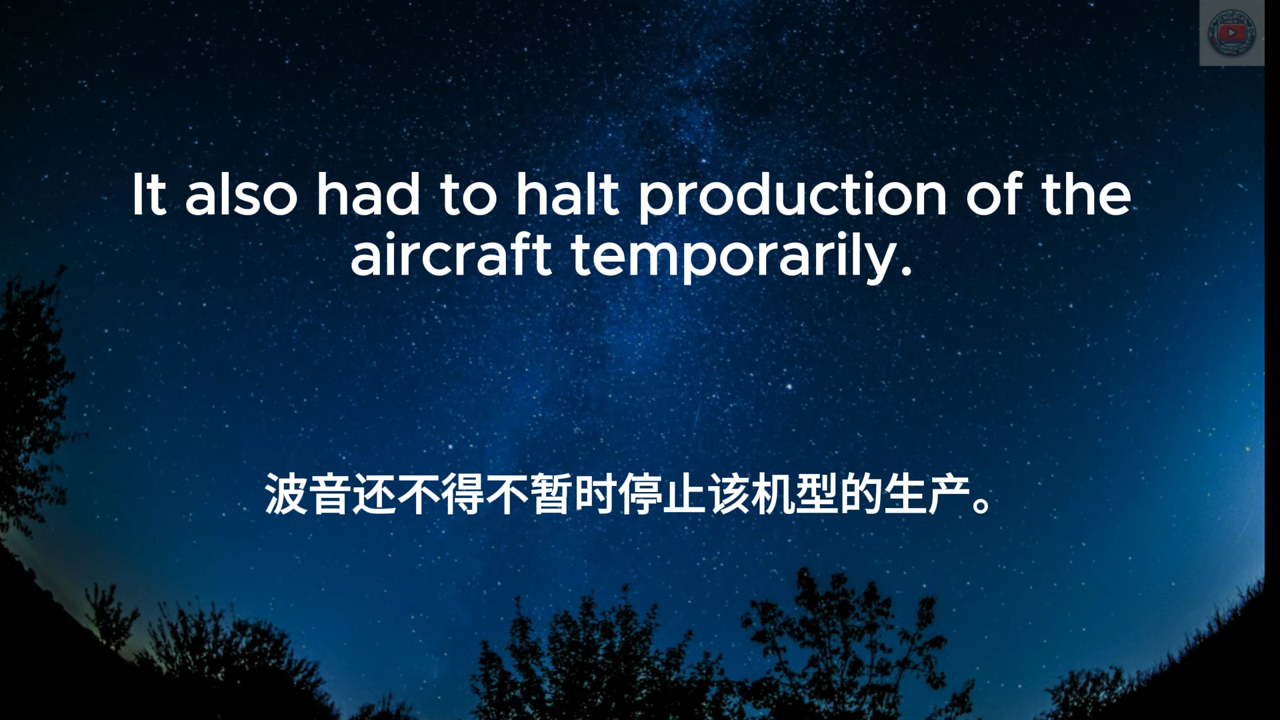 It also had to halt production of the
aircraft temporarily.
波音还不得不暂时停止该机型的生产。